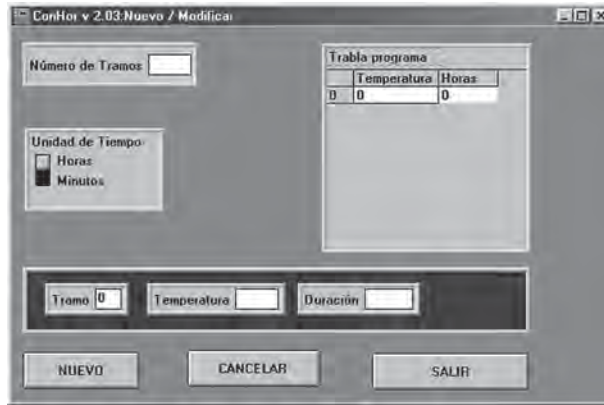 ConHor v 2.03:Nuevo / Modificar
Número de Tramos
Trabla programa
Temperatura Horas
0 0 0
Unidad de Tiempo
Horas
Minutos
Tramo 0 Temperatura Duración
NUEVO CANCELAR SALIR